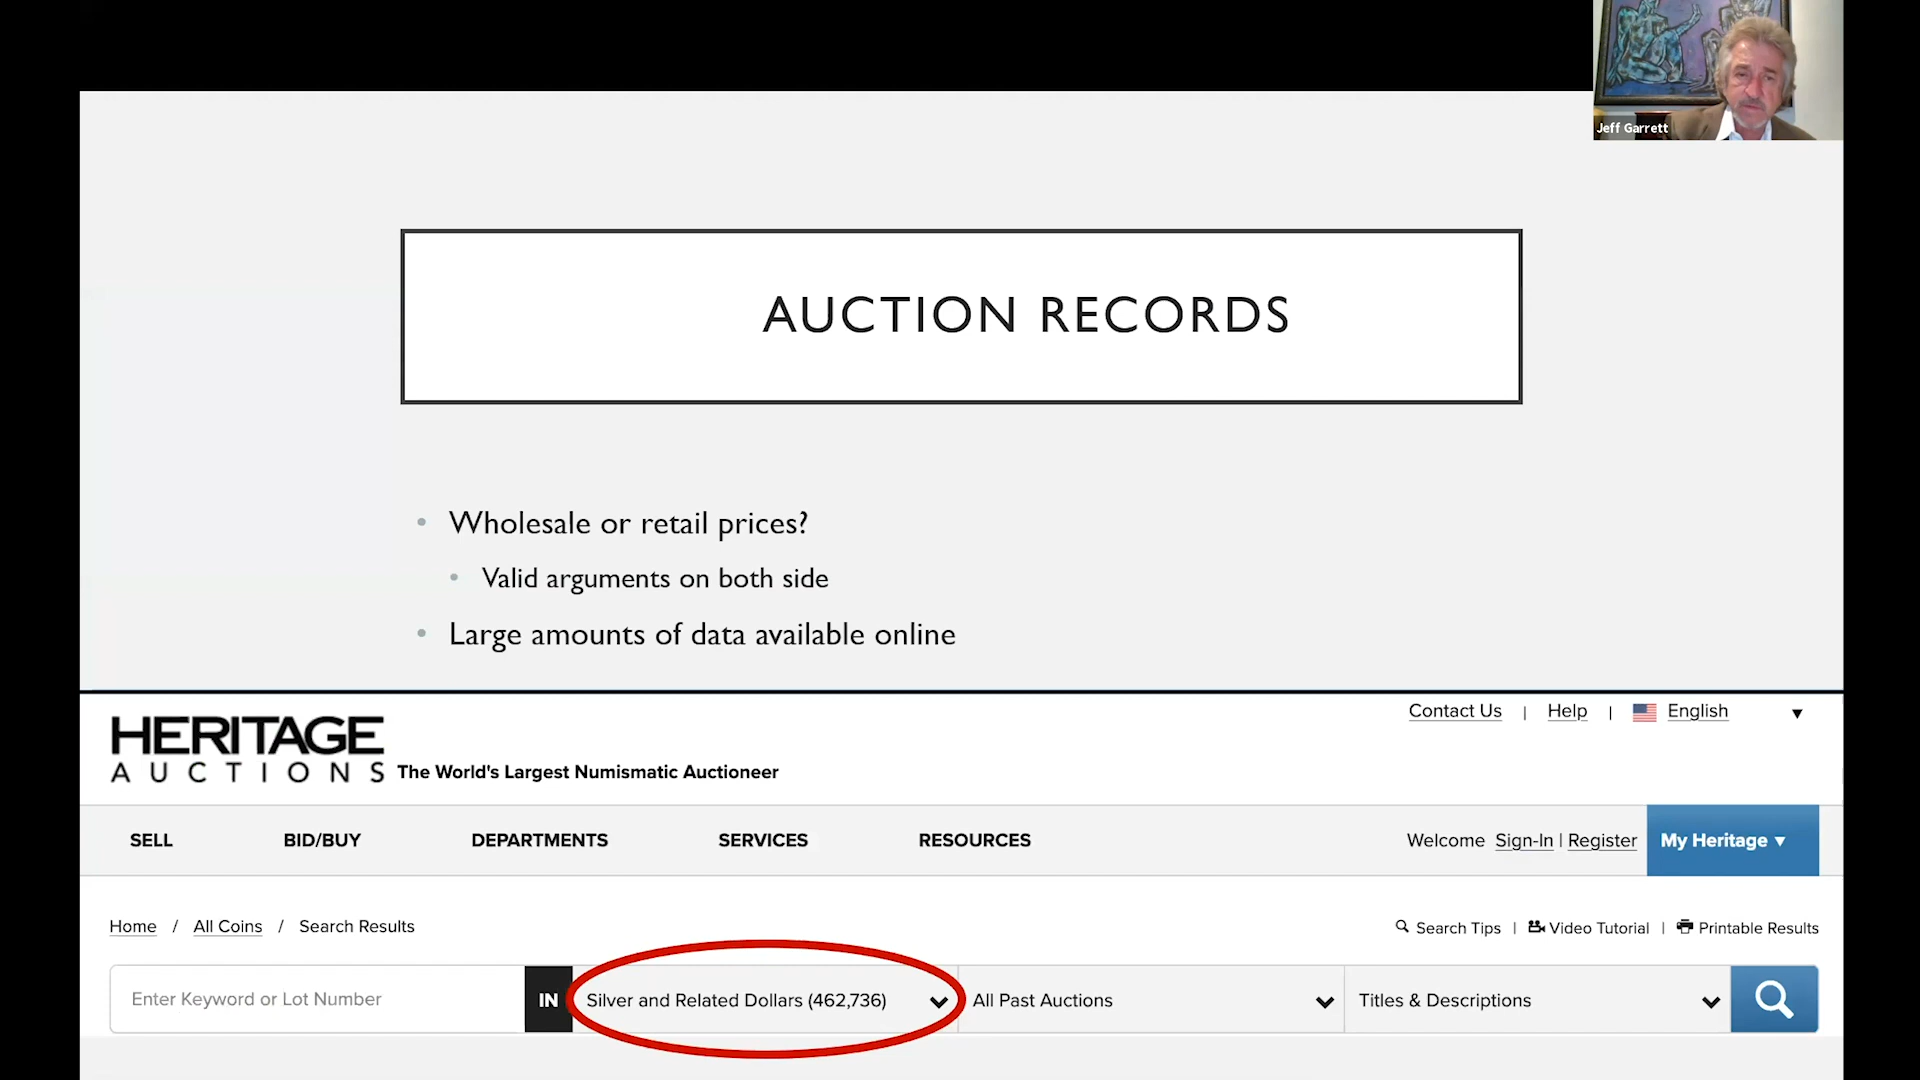 Jeff Garrett
AUCTION RECORDS
• Wholesale or retail prices?
• Valid arguments on both side
• Large amounts of data available online
Contact Us | Help | English ▼
HERITAGE
AUCTIONS The World's Largest Numismatic Auctioneer
SELL BID/BUY DEPARTMENTS SERVICES RESOURCES Welcome Sign-In | Register My Heritage ▼
Home / All Coins / Search Results Search Tips | Video Tutorial | Printable Results
Enter Keyword or Lot Number IN Silver and Related Dollars (462,736) All Past Auctions Titles & Descriptions